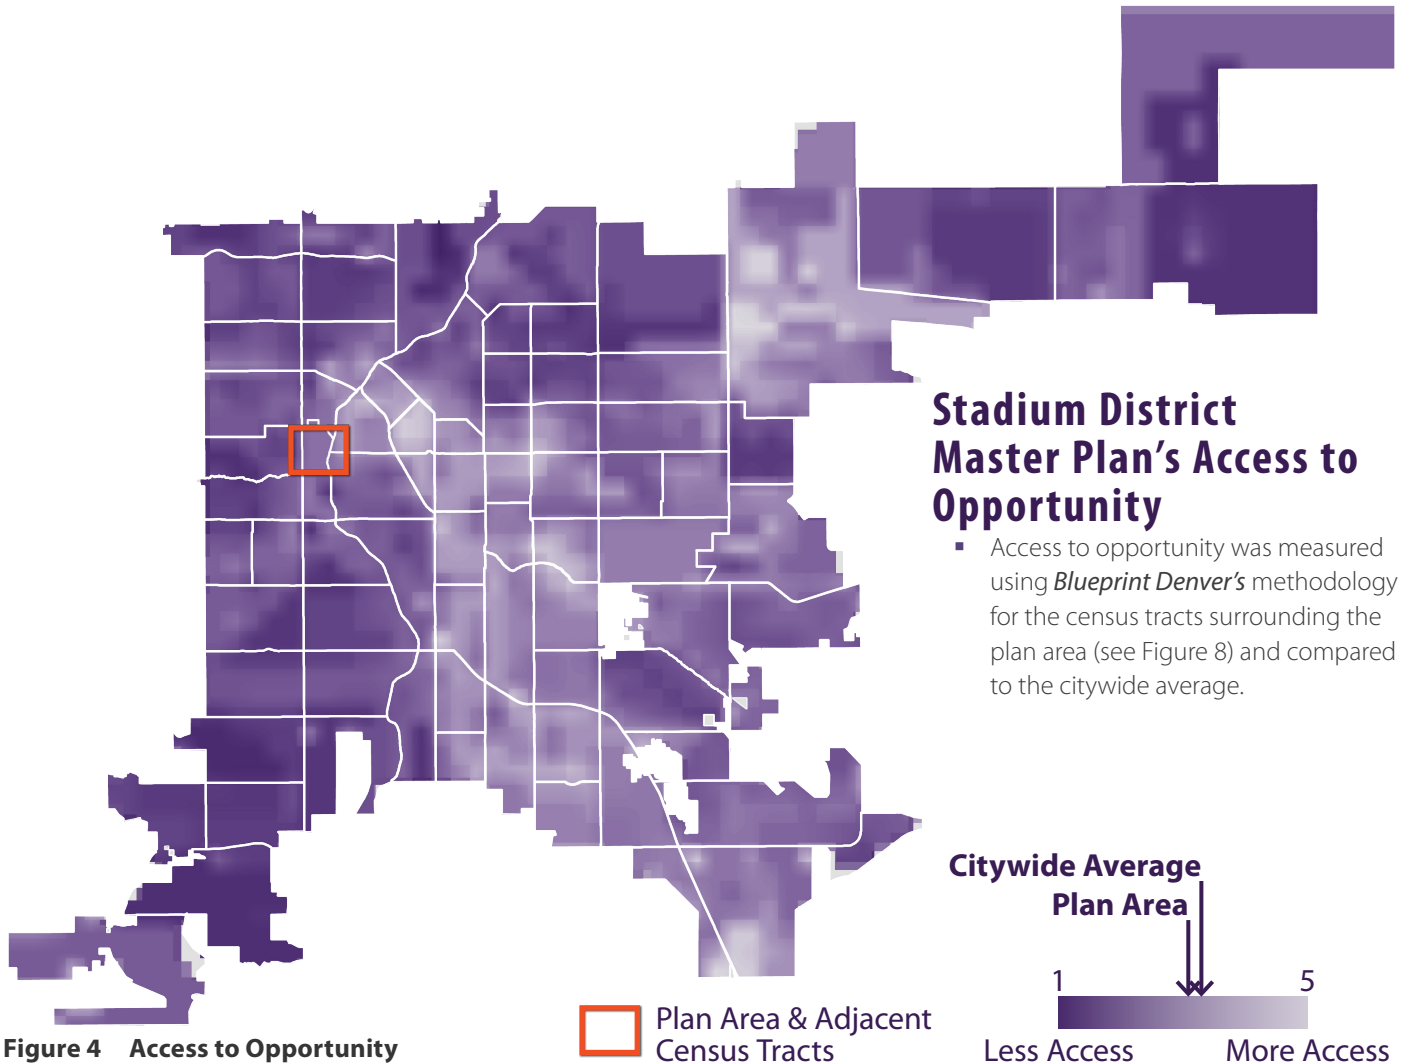 Stadium District
Master Plan's Access to
Opportunity
▪ Access to opportunity was measured
using Blueprint Denver's methodology
for the census tracts surrounding the
plan area (see Figure 8) and compared
to the citywide average.
Citywide Average
Plan Area
1 5
Less Access More Access
Plan Area & Adjacent
Census Tracts
Figure 4 Access to Opportunity